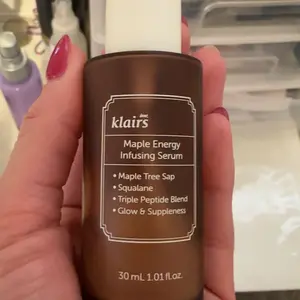 dear,
klairs
Maple Energy
Infusing Serum
• Maple Tree Sap
• Squalane
• Triple Peptide Blend
• Glow & Suppleness
30 mL 1.01 fl.oz.